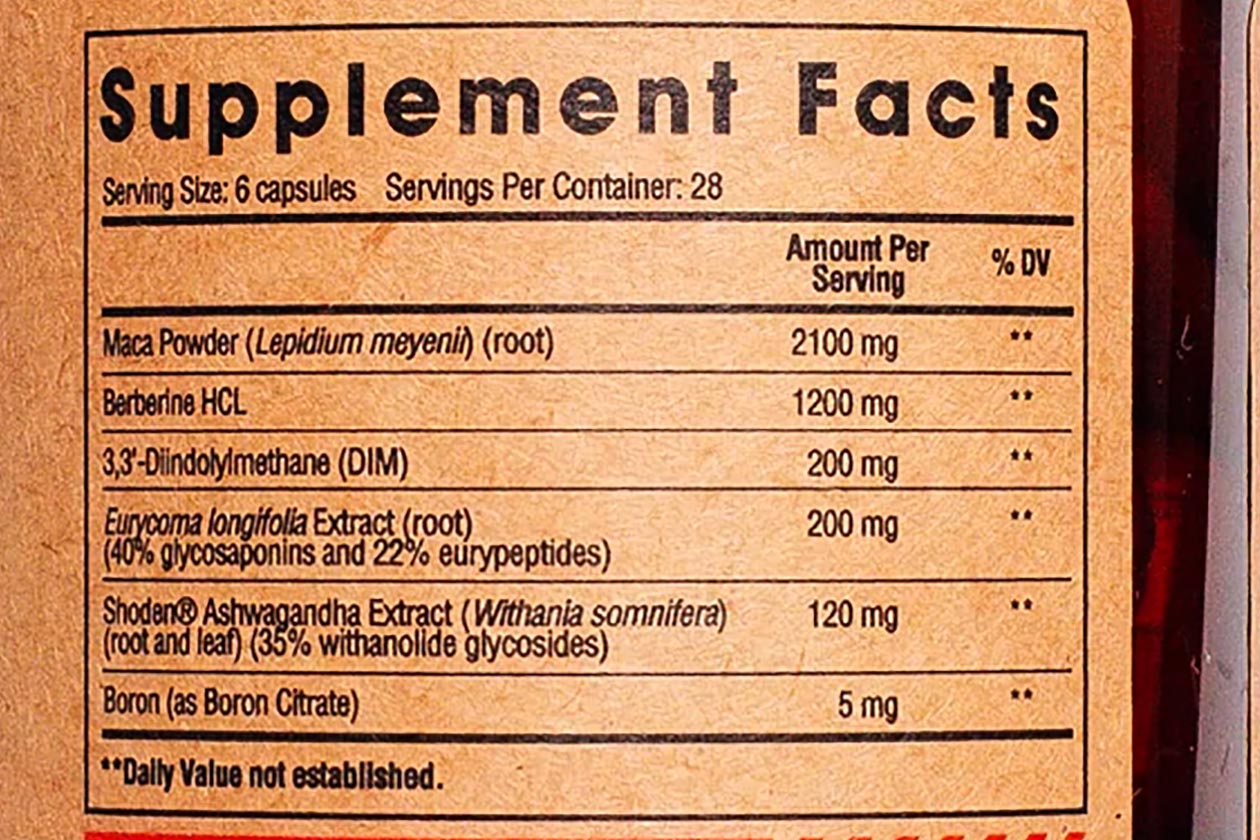 Supplement Facts
Serving Size: 6 capsules Servings Per Container: 28
Amount Per Serving % DV
Maca Powder (Lepidium meyenii) (root) 2100 mg **
Berberine HCL 1200 mg **
3,3'-Diindolylmethane (DIM) 200 mg **
Eurycoma longifolia Extract (root) 200 mg **
(40% glycosaponins and 22% eurypeptides)
Shoden® Ashwagandha Extract (Withania somnifera) 120 mg **
(root and leaf) (35% withanolide glycosides)
Boron (as Boron Citrate) 5 mg **
**Daily Value not established.